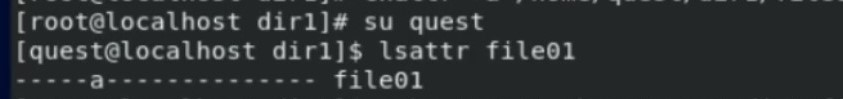 [root@localhost dir1]# su quest
[quest@localhost dir1]$ lsattr file01
-----a-------------- file01